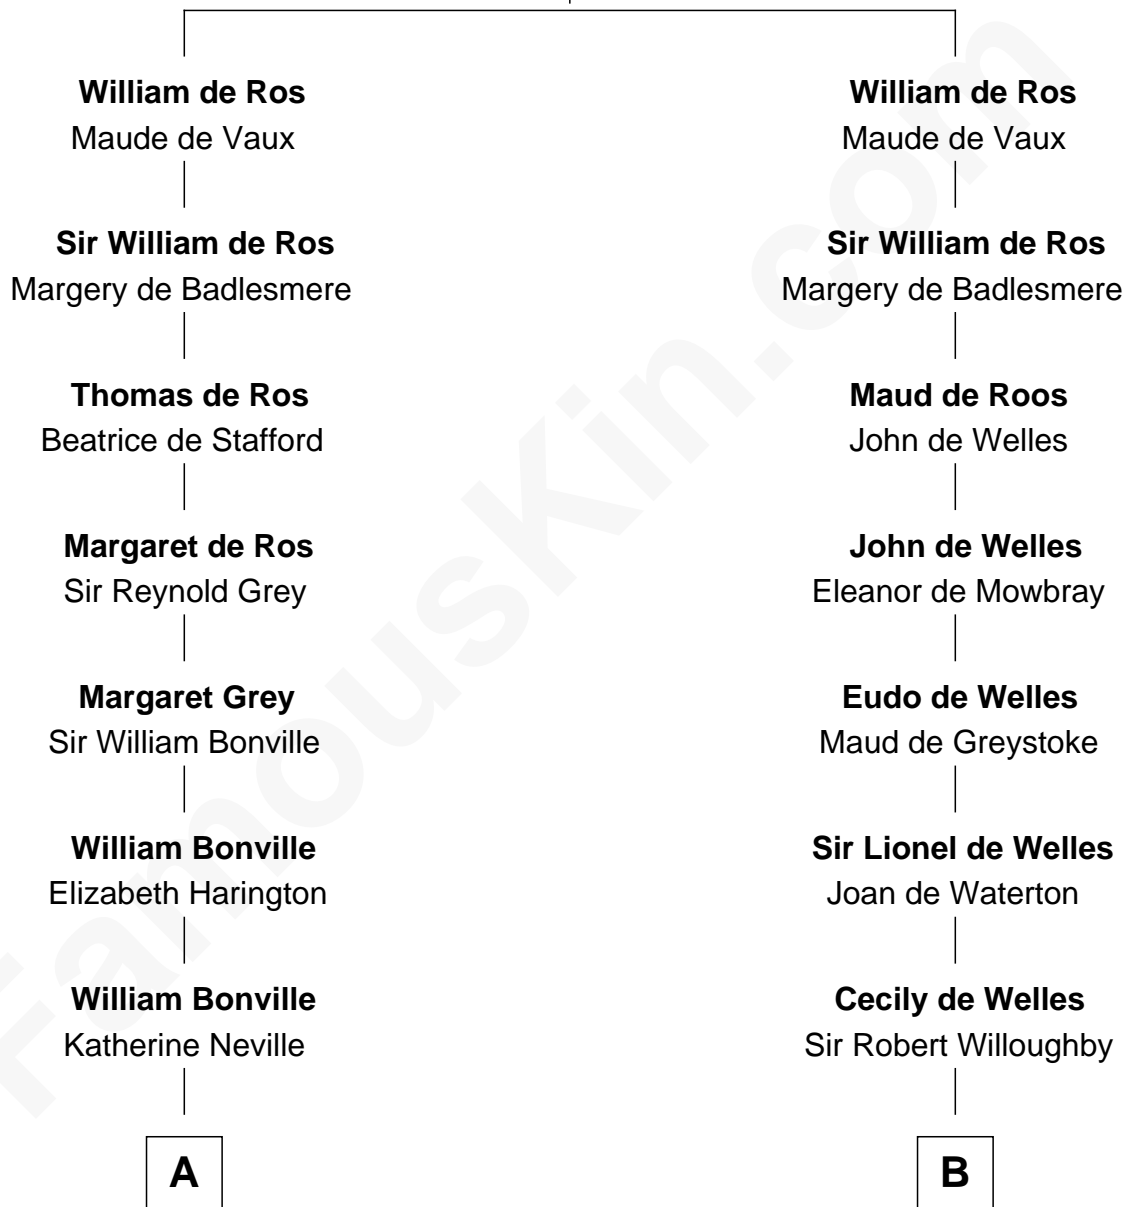 William de Ros
Maude de Vaux
Sir William de Ros
Margery de Badlesmere
Thomas de Ros
Beatrice de Stafford
Margaret de Ros
Sir Reynold Grey
Margaret Grey
Sir William Bonville
William Bonville
Elizabeth Harington
William Bonville
Katherine Neville
A
William de Ros
Maude de Vaux
Sir William de Ros
Margery de Badlesmere
Maud de Roos
John de Welles
John de Welles
Eleanor de Mowbray
Eudo de Welles
Maud de Greystoke
Sir Lionel de Welles
Joan de Waterton
Cecily de Welles
Sir Robert Willoughby
B
FamousKin.com